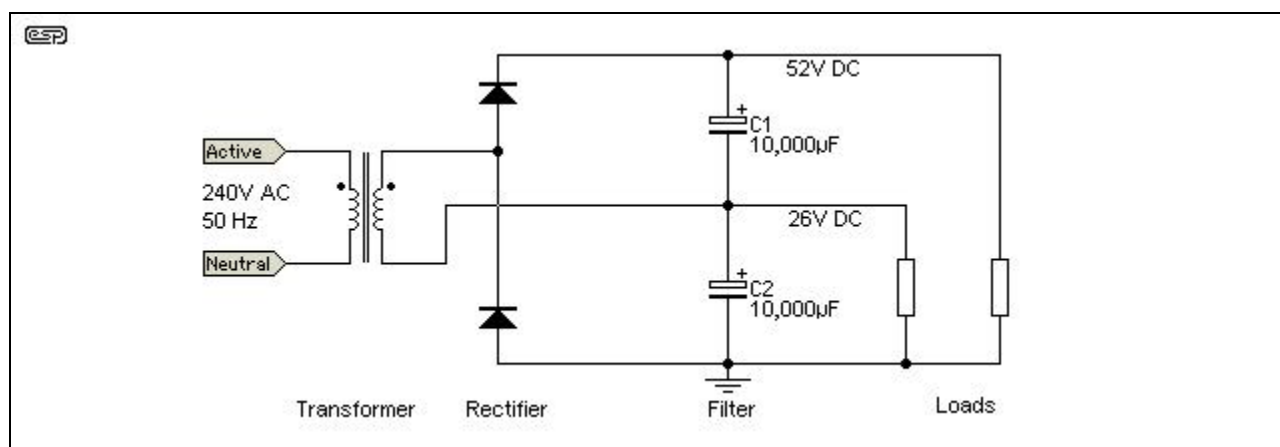 esp
52V DC
+
C1
10,000µF
Active
240V AC
50 Hz
Neutral
26V DC
+
C2
10,000µF
Transformer Rectifier Filter Loads